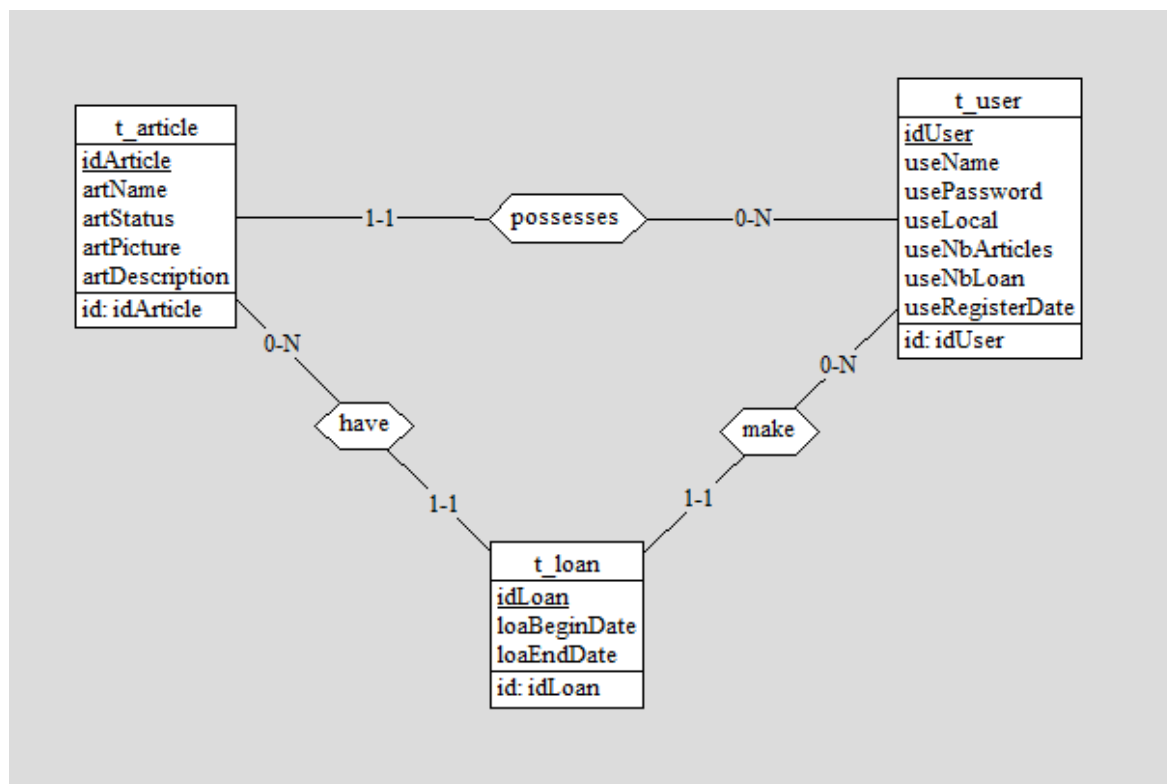 t_article
idArticle
artName
artStatus
artPicture
artDescription
id: idArticle
1-1
possesses
0-N
t_user
idUser
useName
usePassword
useLocal
useNbArticles
useNbLoan
useRegisterDate
id: idUser
0-N
have
1-1
0-N
make
1-1
t_loan
idLoan
loaBeginDate
loaEndDate
id: idLoan